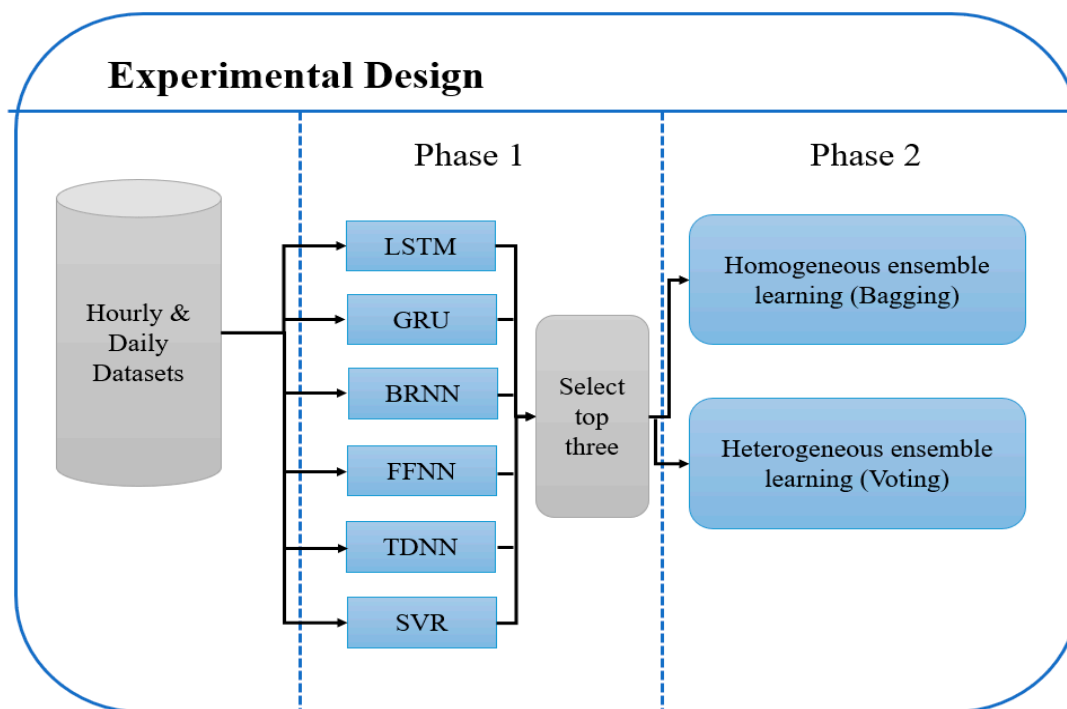 Experimental Design
Phase 1
Phase 2
Hourly &
Daily
Datasets
LSTM
GRU
BRNN
FFNN
TDNN
SVR
Select
top
three
Homogeneous ensemble
learning (Bagging)
Heterogeneous ensemble
learning (Voting)